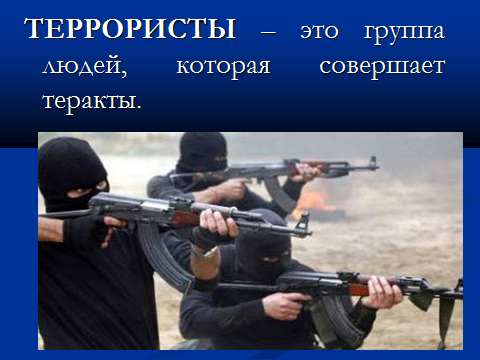 ТЕРРОРИСТЫ – это группа
людей, которая совершает
теракты.